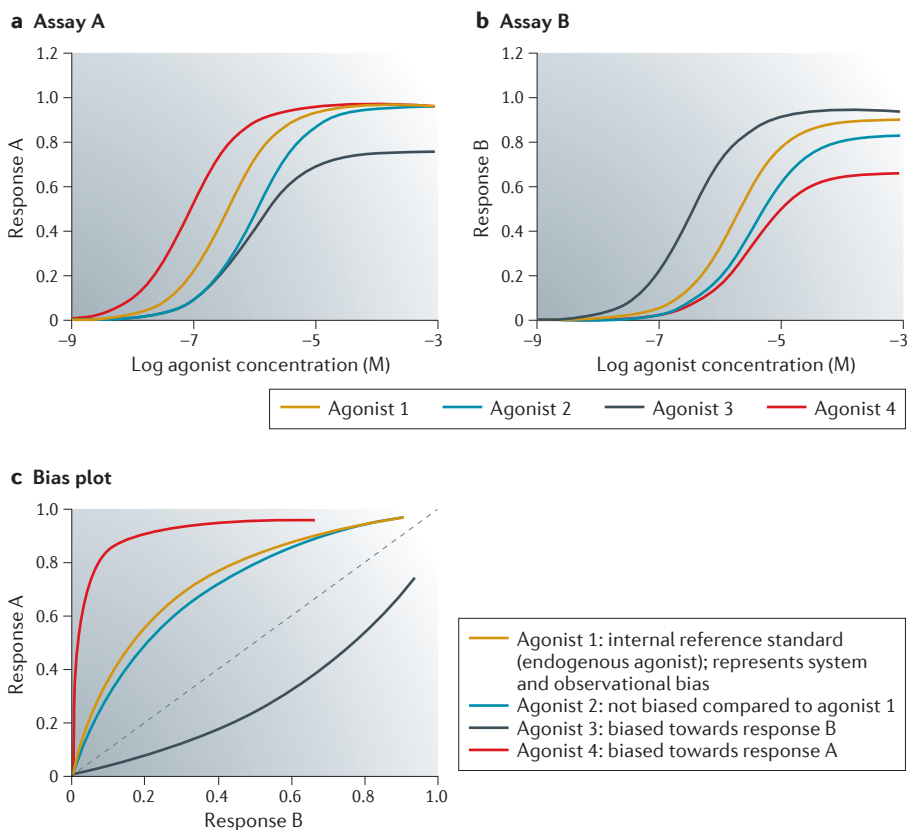 a Assay A
1.2
1.0
0.8
0.6
0.4
0.2
0
Response A
−9
−7
−5
−3
Log agonist concentration (M)
b Assay B
1.2
1.0
0.8
0.6
0.4
0.2
0
Response B
−9
−7
−5
−3
Log agonist concentration (M)
Agonist 1 Agonist 2 Agonist 3 Agonist 4
c Bias plot
1.0
0.8
0.6
0.4
0.2
0
Response A
0
0.2
0.4
0.6
0.8
1.0
Response B
Agonist 1: internal reference standard
(endogenous agonist); represents system
and observational bias
Agonist 2: not biased compared to agonist 1
Agonist 3: biased towards response B
Agonist 4: biased towards response A